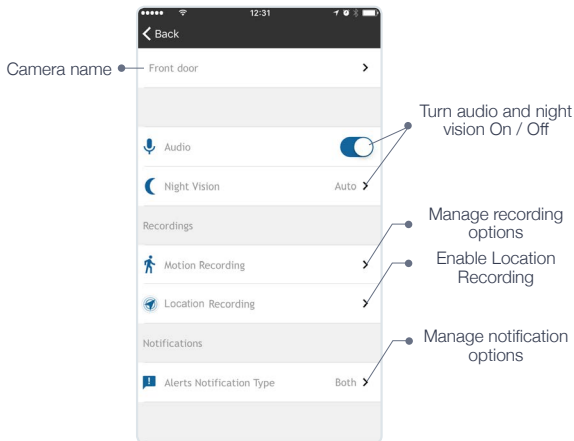 12:31
Back
Camera name
Front door
Turn audio and night
vision On / Off
Audio
Night Vision
Auto
Recordings
Manage recording
options
Motion Recording
Enable Location
Recording
Location Recording
Notifications
Manage notification
options
Alerts Notification Type
Both